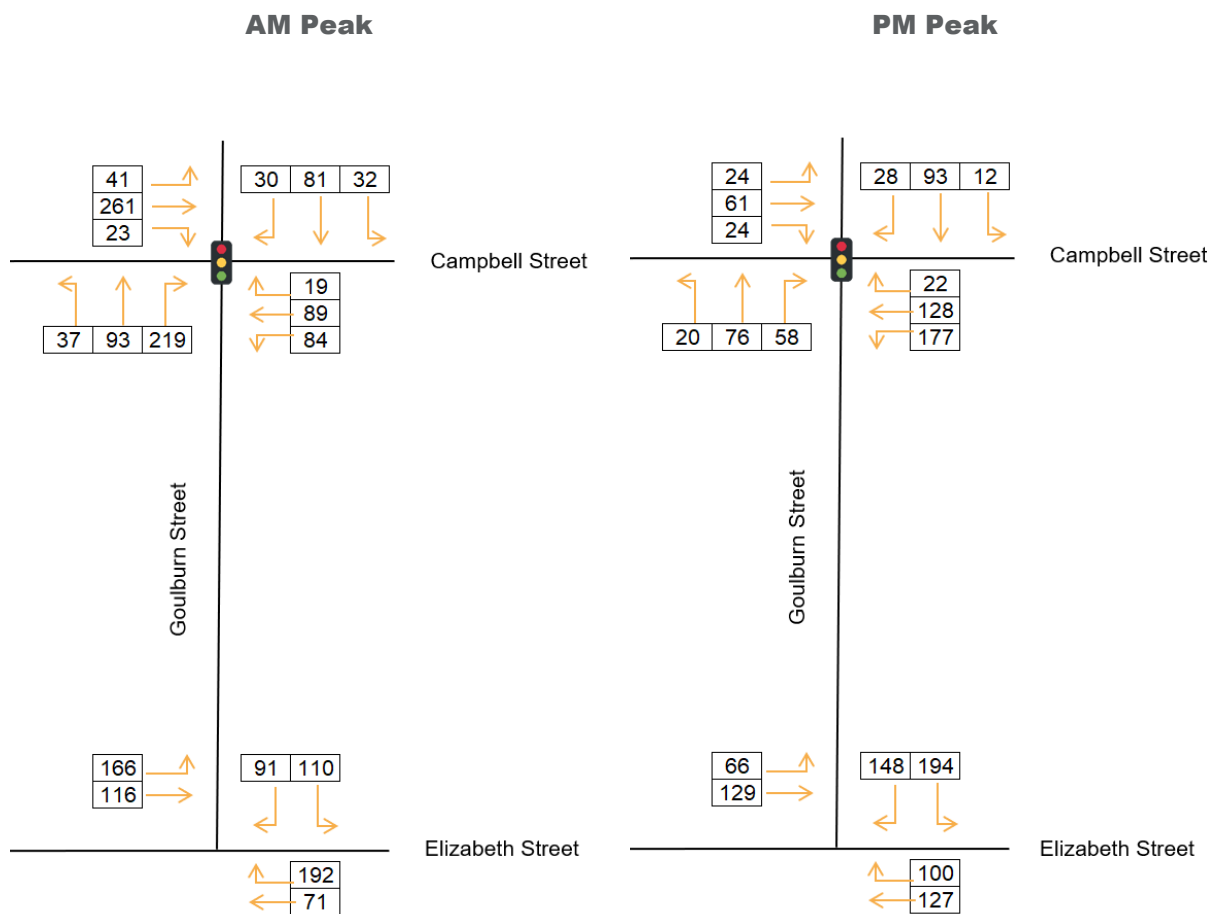 AM Peak
PM Peak
41
261
23
30 81 32
24
61
24
28 93 12
Campbell Street
Campbell Street
19
89
84
37 93 219
22
128
177
20 76 58
Goulburn Street
Goulburn Street
166
116
91 110
66
129
148 194
Elizabeth Street
Elizabeth Street
192
71
100
127